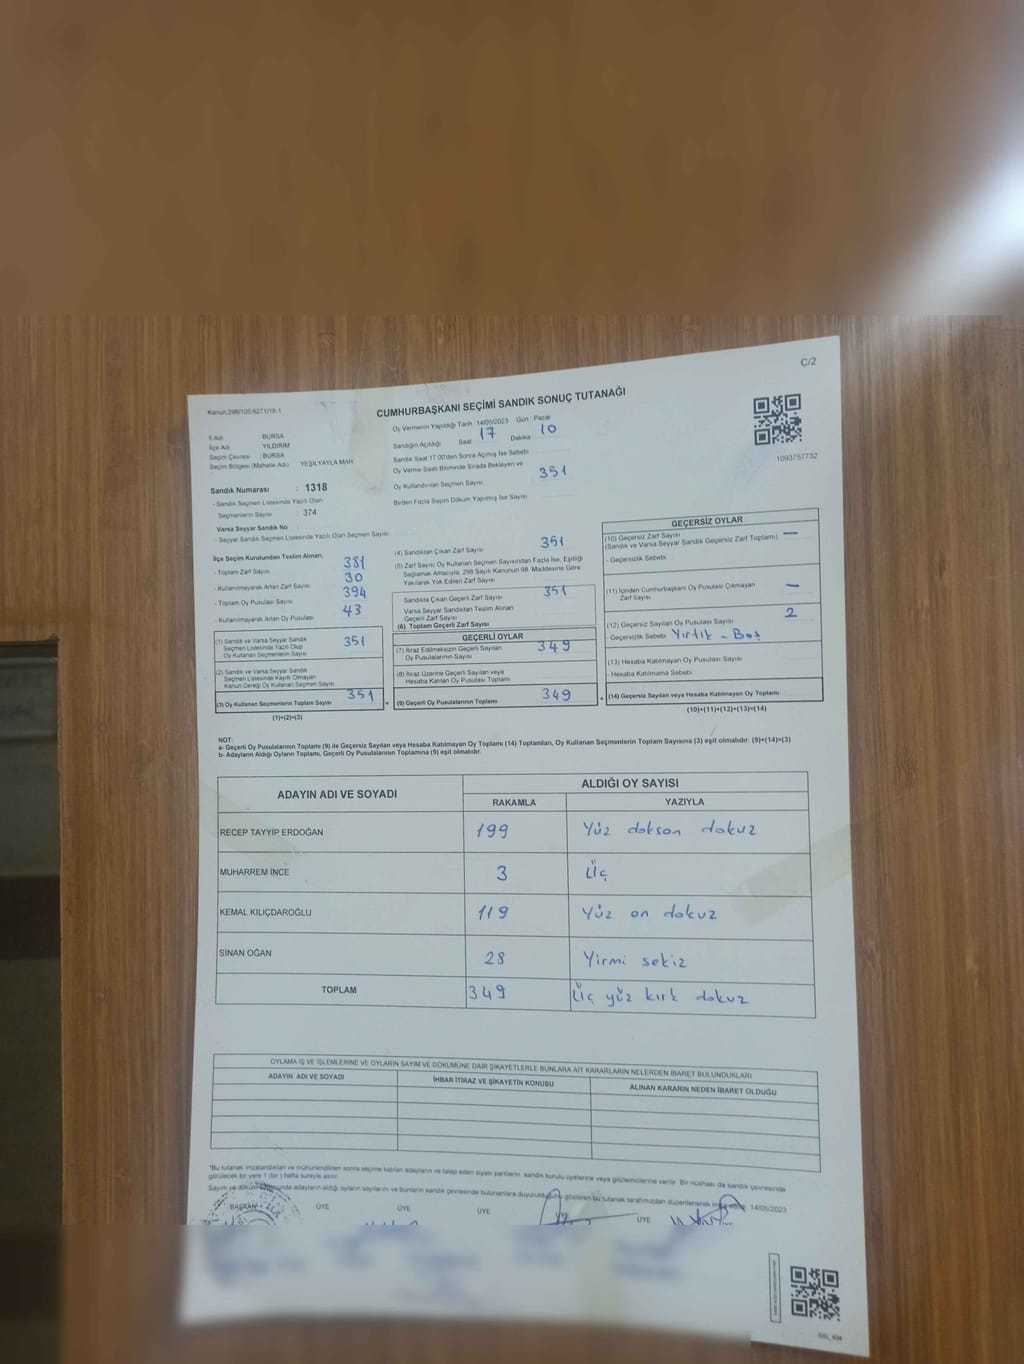 C/2
Kanun:298/105-6271/18-1
CUMHURBAŞKANI SEÇİMİ SANDIK SONUÇ TUTANAĞI
İl Adı : BURSA
İlçe Adı : YILDIRIM
Seçim Çevresi : BURSA
Seçim Bölgesi (Mahalle Adı) YEŞİLYAYLA MAH.
Oy Vermenin Yapıldığı Tarih :14/05/2023 Gün : Pazar
Sandığın Açıldığı Saat 17 Dakika 10
Sandık Saat 17:00'den Sonra Açılmış İse Sebebi
Oy Verme Saati Bitiminde Sırada Bekleyen ve
Oy Kullandırılan Seçmen Sayısı 351
Birden Fazla Sayım Döküm Yapılmış İse Sayısı
1093757732
Sandık Numarası : 1318
- Sandık Seçmen Listesinde Yazılı Olan
Seçmenlerin Sayısı : 374
Varsa Seyyar Sandık No :
- Seyyar Sandık Seçmen Listesinde Yazılı Olan Seçmen Sayısı
İlçe Seçim Kurulundan Teslim Alınan;
- Toplam Zarf Sayısı 381
- Kullanılmayarak Artan Zarf Sayısı 30
- Toplam Oy Pusulası Sayısı 394
- Kullanılmayarak Artan Oy Pusulası 43
(1) Sandık ve Varsa Seyyar Sandık
Seçmen Listesinde Yazılı Olup
Oy Kullanan Seçmenlerin Sayısı 351
(2) Sandık ve Varsa Seyyar Sandık
Seçmen Listesinde Kayıtlı Olmayan
Kanun Gereği Oy Kullanan Seçmen Sayısı
(3) Oy Kullanan Seçmenlerin Toplam Sayısı 351
(1)+(2)=(3)
(4) Sandıktan Çıkan Zarf Sayısı 351
(5) Zarf Sayısı Oy Kullanan Seçmen Sayısından Fazla İse, Eşitliği
Sağlamak Amacıyla, 298 Sayılı Kanunun 98. Maddesine Göre
Yakılarak Yok Edilen Zarf Sayısı
Sandıkta Çıkan Geçerli Zarf Sayısı 351
Varsa Seyyar Sandıktan Teslim Alınan
Geçerli Zarf Sayısı
(6) Toplam Geçerli Zarf Sayısı
GEÇERLİ OYLAR
(7) İtiraz Edilmeksizin Geçerli Sayılan
Oy Pusulalarının Sayısı 349
(8) İtiraz Üzerine Geçerli Sayılan veya
Hesaba Katılan Oy Pusulası Toplamı
(9) Geçerli Oy Pusulalarının Toplamı 349
GEÇERSİZ OYLAR
(10) Geçersiz Zarf Sayısı
(Sandık ve Varsa Seyyar Sandık Geçersiz Zarf Toplamı) —
- Geçersizlik Sebebi
(11) İçinden Cumhurbaşkanı Oy Pusulası Çıkmayan
Zarf Sayısı —
(12) Geçersiz Sayılan Oy Pusulası Sayısı 2
- Geçersizlik Sebebi Yırtık - Boş
(13) Hesaba Katılmayan Oy Pusulası Sayısı
- Hesaba Katılmama Sebebi
(14) Geçersiz Sayılan veya Hesaba Katılmayan Oy Toplamı
(10)+(11)+(12)+(13)=(14)
NOT:
a- Geçerli Oy Pusulalarının Toplamı (9) ile Geçersiz Sayılan veya Hesaba Katılmayan Oy Toplamı (14) Toplamları, Oy Kullanan Seçmenlerin Toplam Sayısına (3) eşit olmalıdır. (9)+(14)=(3)
b- Adayların Aldığı Oyların Toplamı, Geçerli Oy Pusulalarının Toplamına (9) eşit olmalıdır.
ADAYIN ADI VE SOYADI ALDIĞI OY SAYISI
RAKAMLA YAZIYLA
RECEP TAYYİP ERDOĞAN 199 Yüz doksan dokuz
MUHARREM İNCE 3 Üç
KEMAL KILIÇDAROĞLU 119 Yüz on dokuz
SİNAN OĞAN 28 Yirmi sekiz
TOPLAM 349 Üç yüz kırk dokuz
OYLAMA İŞ VE İŞLEMLERİNE VE OYLARIN SAYIM VE DÖKÜMÜNE DAİR ŞİKAYETLERLE BUNLARA AİT KARARLARIN NELERDEN İBARET BULUNDUKLARI
ADAYIN ADI VE SOYADI İHBAR İTİRAZ VE ŞİKAYETİN KONUSU ALINAN KARARIN NEDEN İBARET OLDUĞU
*Bu tutanak imzalandıktan ve mühürlendikten sonra seçime katılan adayların ve talep eden siyasi partilerin sandık kurulu üyelerine veya gözlemcilerine verilir. Bir nüshası da sandık çevresinde
görülecek bir yere 1 (bir) hafta süreyle asılır.
Sayım ve döküm sonunda adayların aldığı oyların sayılarını ve bunların sandık çevresinde bulunanlara duyurulduğunu gösteren bu tutanak tarafımızdan düzenlenerek 14/05/2023
BAŞKAN ÜYE ÜYE ÜYE ÜYE